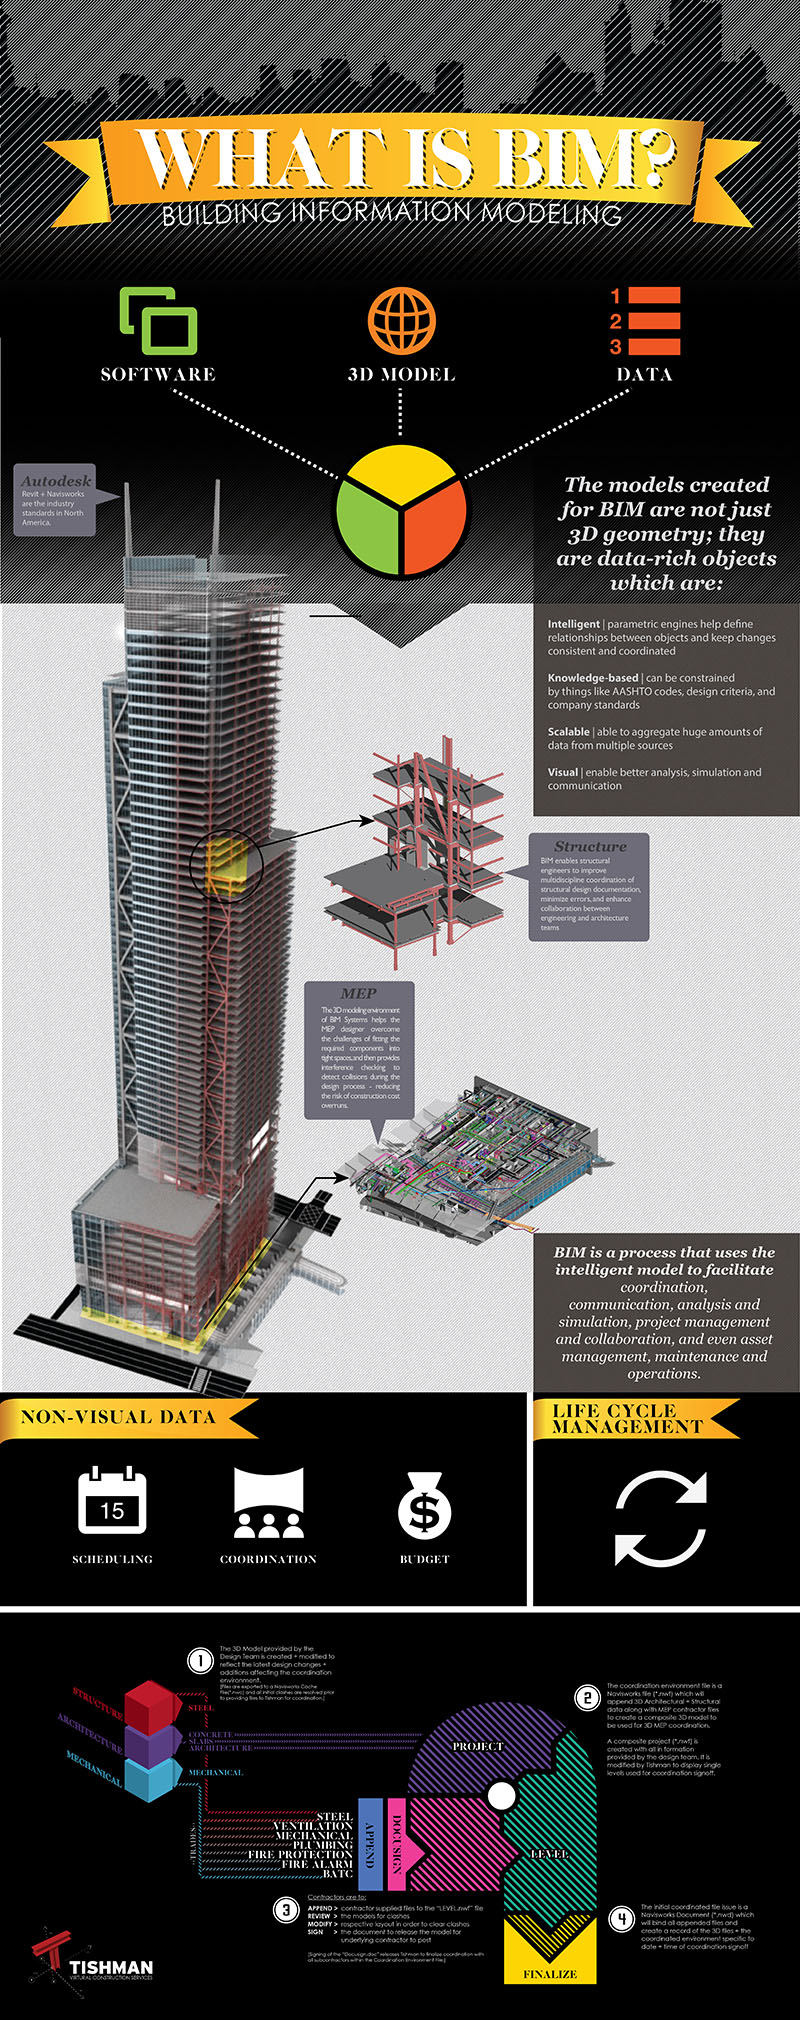 WHAT IS BIM?
BUILDING INFORMATION MODELING
SOFTWARE
3D MODEL
1
2
3
DATA
Autodesk
Revit + Navisworks
are the industry
standards in North
America.
The models created
for BIM are not just
3D geometry; they
are data-rich objects
which are:
Intelligent | parametric engines help define
relationships between objects and keep changes
consistent and coordinated
Knowledge-based | can be constrained
by things like AASHTO codes, design criteria, and
company standards
Scalable | able to aggregate huge amounts of
data from multiple sources
Visual | enable better analysis, simulation and
communication
Structure
BIM enables structural
engineers to improve
multidiscipline coordination of
structural design documentation,
minimize errors, and enhance
collaboration between
engineering and architecture
teams
MEP
The 3D modeling environment
of BIM Systems helps the
MEP designer overcome
the challenges of fitting the
required components into
tight spaces, and then provides
interference checking to
detect collisions during the
design process - reducing
the risk of construction cost
overruns.
BIM is a process that uses the
intelligent model to facilitate
coordination,
communication, analysis and
simulation, project management
and collaboration, and even asset
management, maintenance and
operations.
NON-VISUAL DATA
15
SCHEDULING
COORDINATION
$
BUDGET
LIFE CYCLE
MANAGEMENT
1
The 3D Model provided by the
Design Team is created + modified to
reflect the latest design changes +
additions affecting the coordination
environment.
[Files are exported to a Navisworks Cache
File(*.nwc) and all initial clashes are resolved prior
to providing files to Tishman for coordination.]
STRUCTURE
ARCHITECTURE
MECHANICAL
STEEL
CONCRETE
SLABS
ARCHITECTURE
MECHANICAL
TRADES
STEEL
VENTILATION
MECHANICAL
PLUMBING
FIRE PROTECTION
FIRE ALARM
BATC
APPEND
DOCUSIGN
PROJECT
LEVEL
FINALIZE
2
The coordination environment file is a
Navisworks file (*.nwf) which will
append 3D Architectural + Structural
data along with MEP contractor files
to create a composite 3D model to
be used for 3D MEP coordination.
A composite project (*.nwf) is
created with all in formation
provided by the design team. It is
modified by Tishman to display single
levels used for coordination signoff.
3
Contractors are to:
APPEND > contractor supplied files to the "LEVEL.nwf" file
REVIEW > the models for clashes
MODIFY > respective layout in order to clear clashes
SIGN > the document to release the model for
underlying contractor to post
[Signing of the "Docusign.doc" releases Tishman to finalize coordination with
all subcontractors within the Coordination Environment File.]
4
The initial coordinated file issue is a
Navisworks Document (*.nwd) which
will bind all appended files and
create a record of the 3D files + the
coordinated environment specific to
date + time of coordination signoff
TISHMAN
VIRTUAL CONSTRUCTION SERVICES